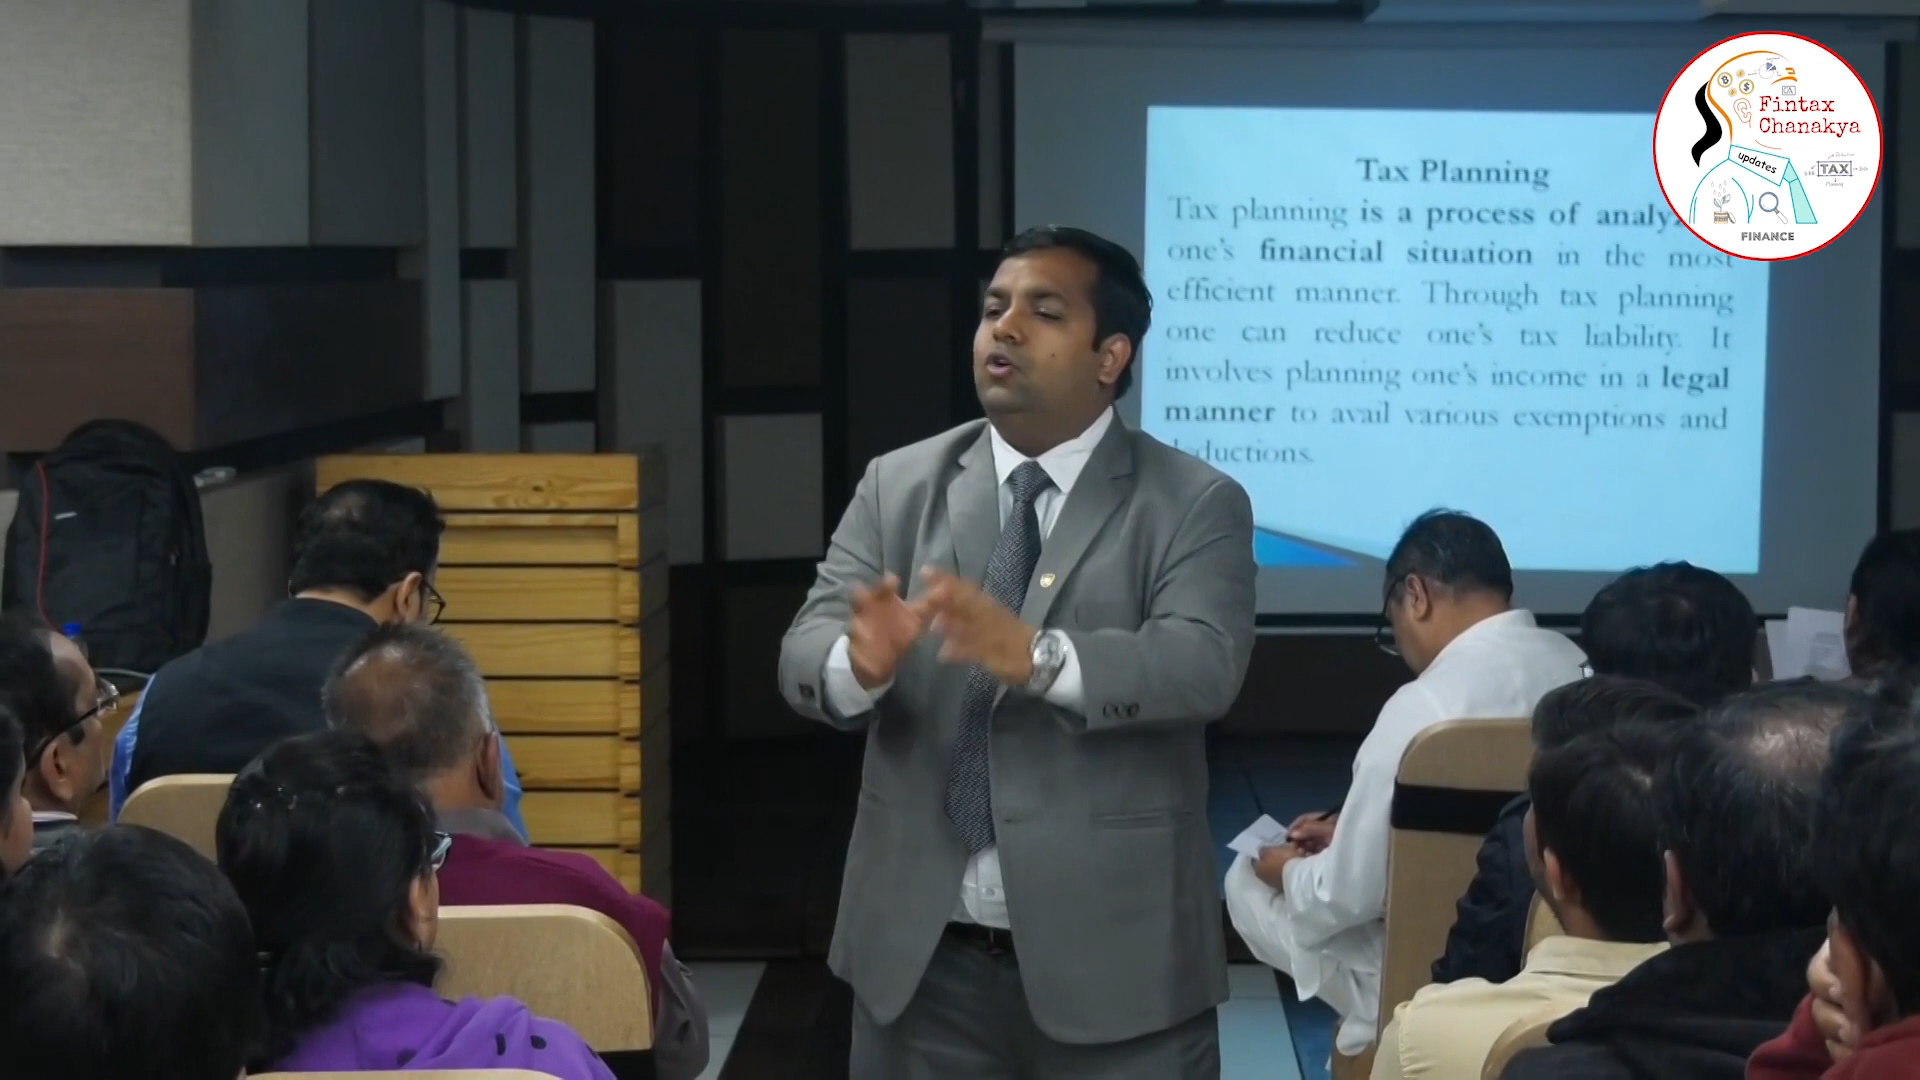 Tax Planning
Tax planning is a process of
one's financial situation in the most
efficient manner. Through tax planning
one can reduce one's tax liability. It
involves planning one's income in a legal
manner to avail various exemptions and
Fintax
Chanakya
updates
TAX
FINANCE